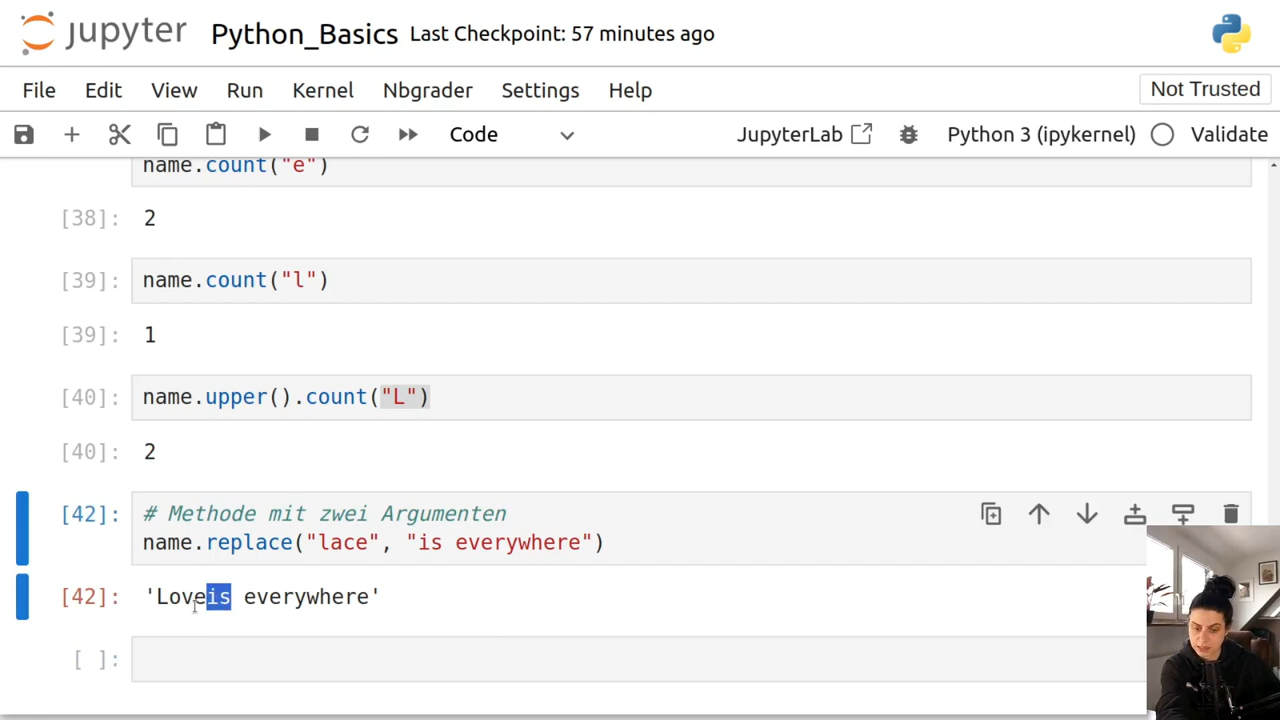 jupyter Python_Basics Last Checkpoint: 57 minutes ago
File Edit View Run Kernel Nbgrader Settings Help Not Trusted
Code JupyterLab Python 3 (ipykernel) Validate
name.count("e")
[38]: 2
[39]: name.count("l")
[39]: 1
[40]: name.upper().count("L")
[40]: 2
[42]: # Methode mit zwei Argumenten
name.replace("lace", "is everywhere")
[42]: 'Loveis everywhere'
[ ]: